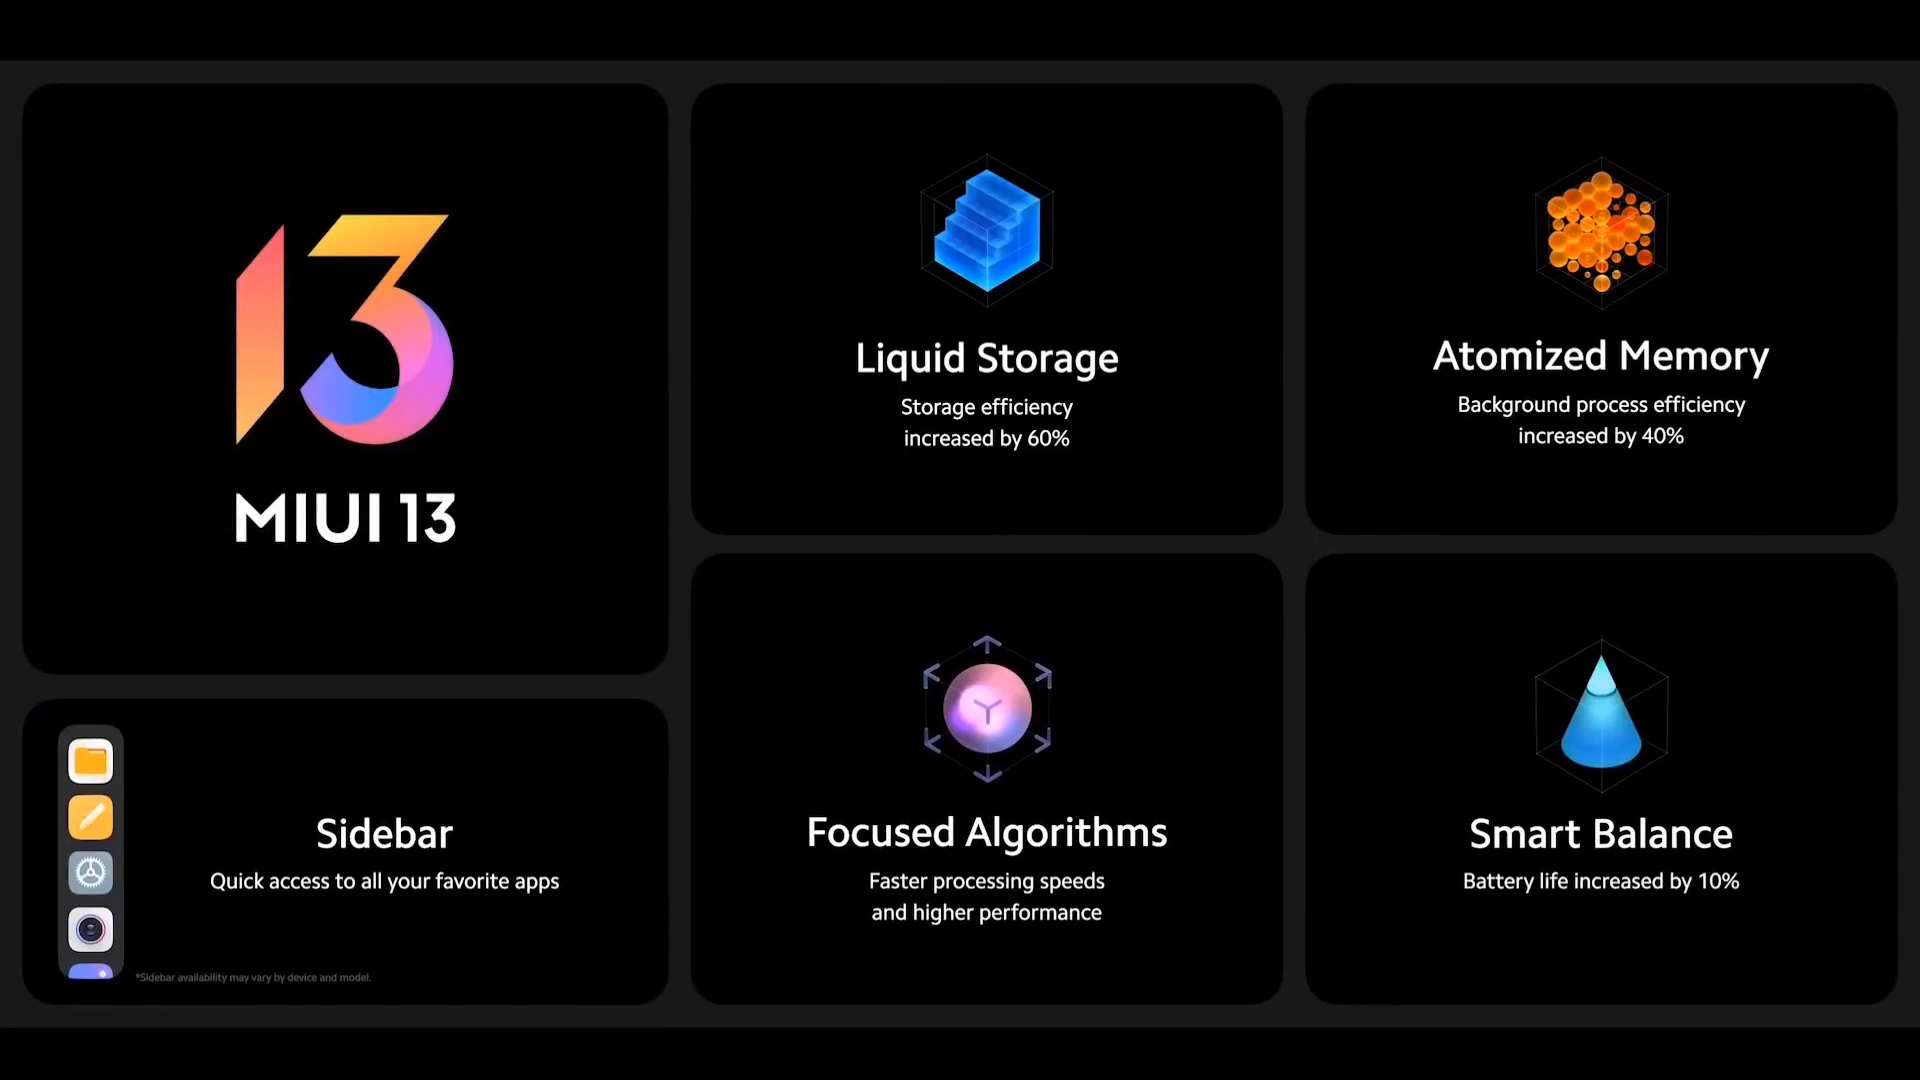 13
MIUI 13
Liquid Storage
Storage efficiency
increased by 60%
Atomized Memory
Background process efficiency
increased by 40%
Sidebar
Quick access to all your favorite apps
*Sidebar availability may vary by device and model.
Focused Algorithms
Faster processing speeds
and higher performance
Smart Balance
Battery life increased by 10%